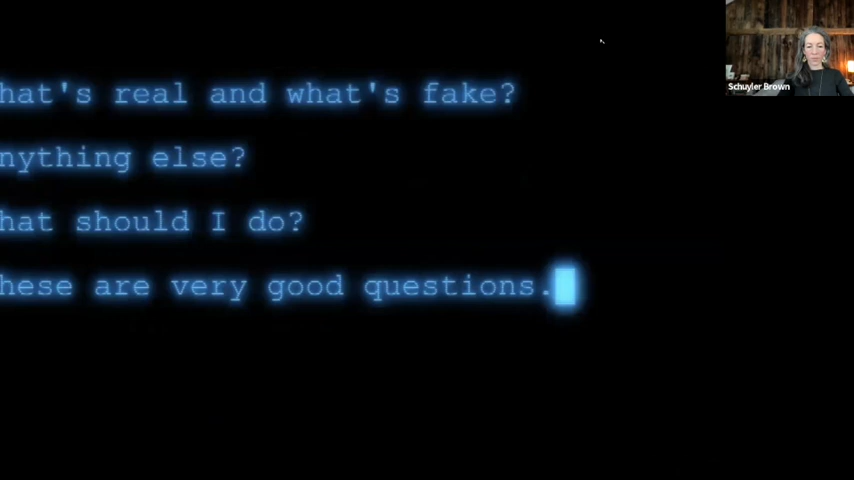 hat's real and what's fake?
nything else?
hat should I do?
hese are very good questions.
Schuyler Brown